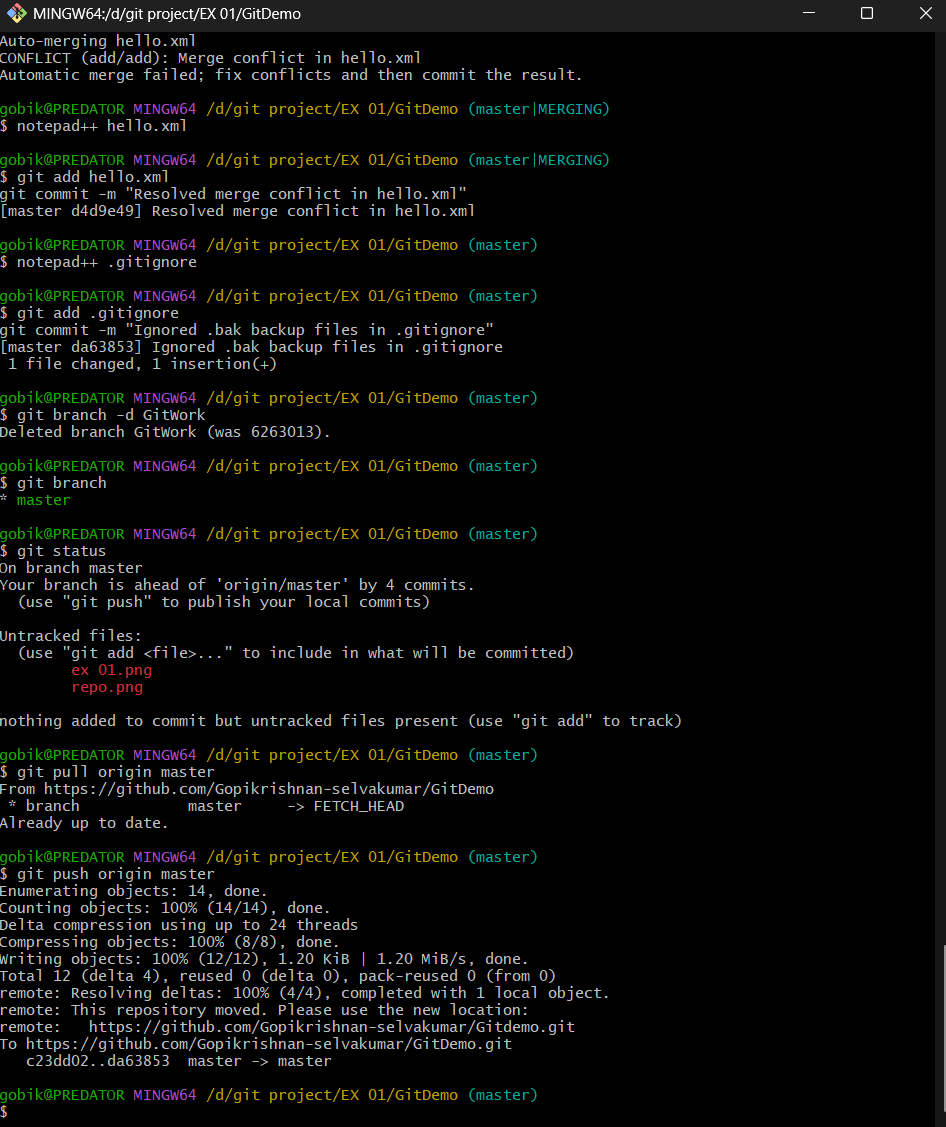 MINGW64:/d/git project/EX 01/GitDemo
Auto-merging hello.xml
CONFLICT (add/add): Merge conflict in hello.xml
Automatic merge failed; fix conflicts and then commit the result.
gobik@PREDATOR MINGW64 /d/git project/EX 01/GitDemo (master|MERGING)
$ notepad++ hello.xml
gobik@PREDATOR MINGW64 /d/git project/EX 01/GitDemo (master|MERGING)
$ git add hello.xml
git commit -m "Resolved merge conflict in hello.xml"
[master d4d9e49] Resolved merge conflict in hello.xml
gobik@PREDATOR MINGW64 /d/git project/EX 01/GitDemo (master)
$ notepad++ .gitignore
gobik@PREDATOR MINGW64 /d/git project/EX 01/GitDemo (master)
$ git add .gitignore
git commit -m "Ignored .bak backup files in .gitignore"
[master da63853] Ignored .bak backup files in .gitignore
 1 file changed, 1 insertion(+)
gobik@PREDATOR MINGW64 /d/git project/EX 01/GitDemo (master)
$ git branch -d GitWork
Deleted branch GitWork (was 6263013).
gobik@PREDATOR MINGW64 /d/git project/EX 01/GitDemo (master)
$ git branch
* master
gobik@PREDATOR MINGW64 /d/git project/EX 01/GitDemo (master)
$ git status
On branch master
Your branch is ahead of 'origin/master' by 4 commits.
  (use "git push" to publish your local commits)
Untracked files:
  (use "git add <file>..." to include in what will be committed)
        ex 01.png
        repo.png
nothing added to commit but untracked files present (use "git add" to track)
gobik@PREDATOR MINGW64 /d/git project/EX 01/GitDemo (master)
$ git pull origin master
From https://github.com/Gopikrishnan-selvakumar/GitDemo
 * branch            master     -> FETCH_HEAD
Already up to date.
gobik@PREDATOR MINGW64 /d/git project/EX 01/GitDemo (master)
$ git push origin master
Enumerating objects: 14, done.
Counting objects: 100% (14/14), done.
Delta compression using up to 24 threads
Compressing objects: 100% (8/8), done.
Writing objects: 100% (12/12), 1.20 KiB | 1.20 MiB/s, done.
Total 12 (delta 4), reused 0 (delta 0), pack-reused 0 (from 0)
remote: Resolving deltas: 100% (4/4), completed with 1 local object.
remote: This repository moved. Please use the new location:
remote:   https://github.com/Gopikrishnan-selvakumar/Gitdemo.git
To https://github.com/Gopikrishnan-selvakumar/GitDemo.git
   c23dd02..da63853  master -> master
gobik@PREDATOR MINGW64 /d/git project/EX 01/GitDemo (master)
$